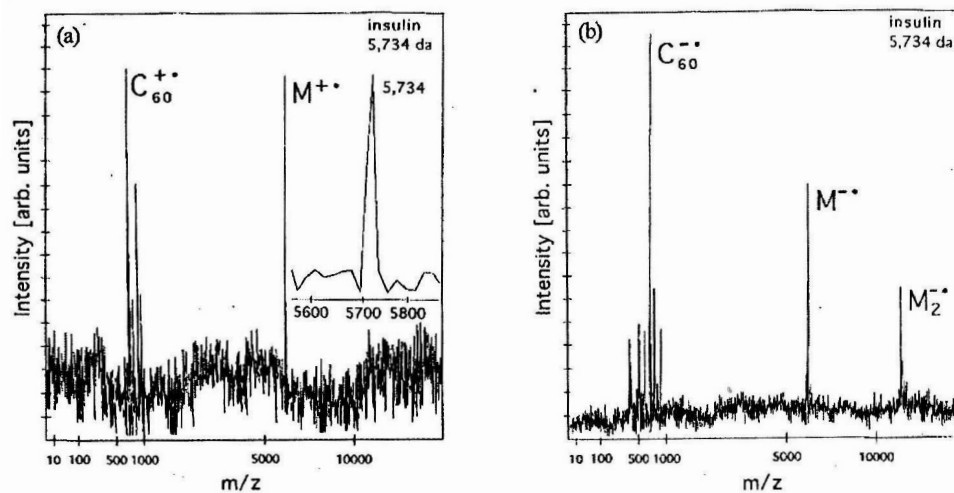 (a)
insulin
5,734 da
C60+•
M+•
5,734
Intensity [arb. units]
5600 5700 5800
10 100 500 1000 5000 10000
m/z
(b)
insulin
5,734 da
C60-•
M-•
M2-•
Intensity [arb. units]
10 100 500 1000 5000 10000
m/z